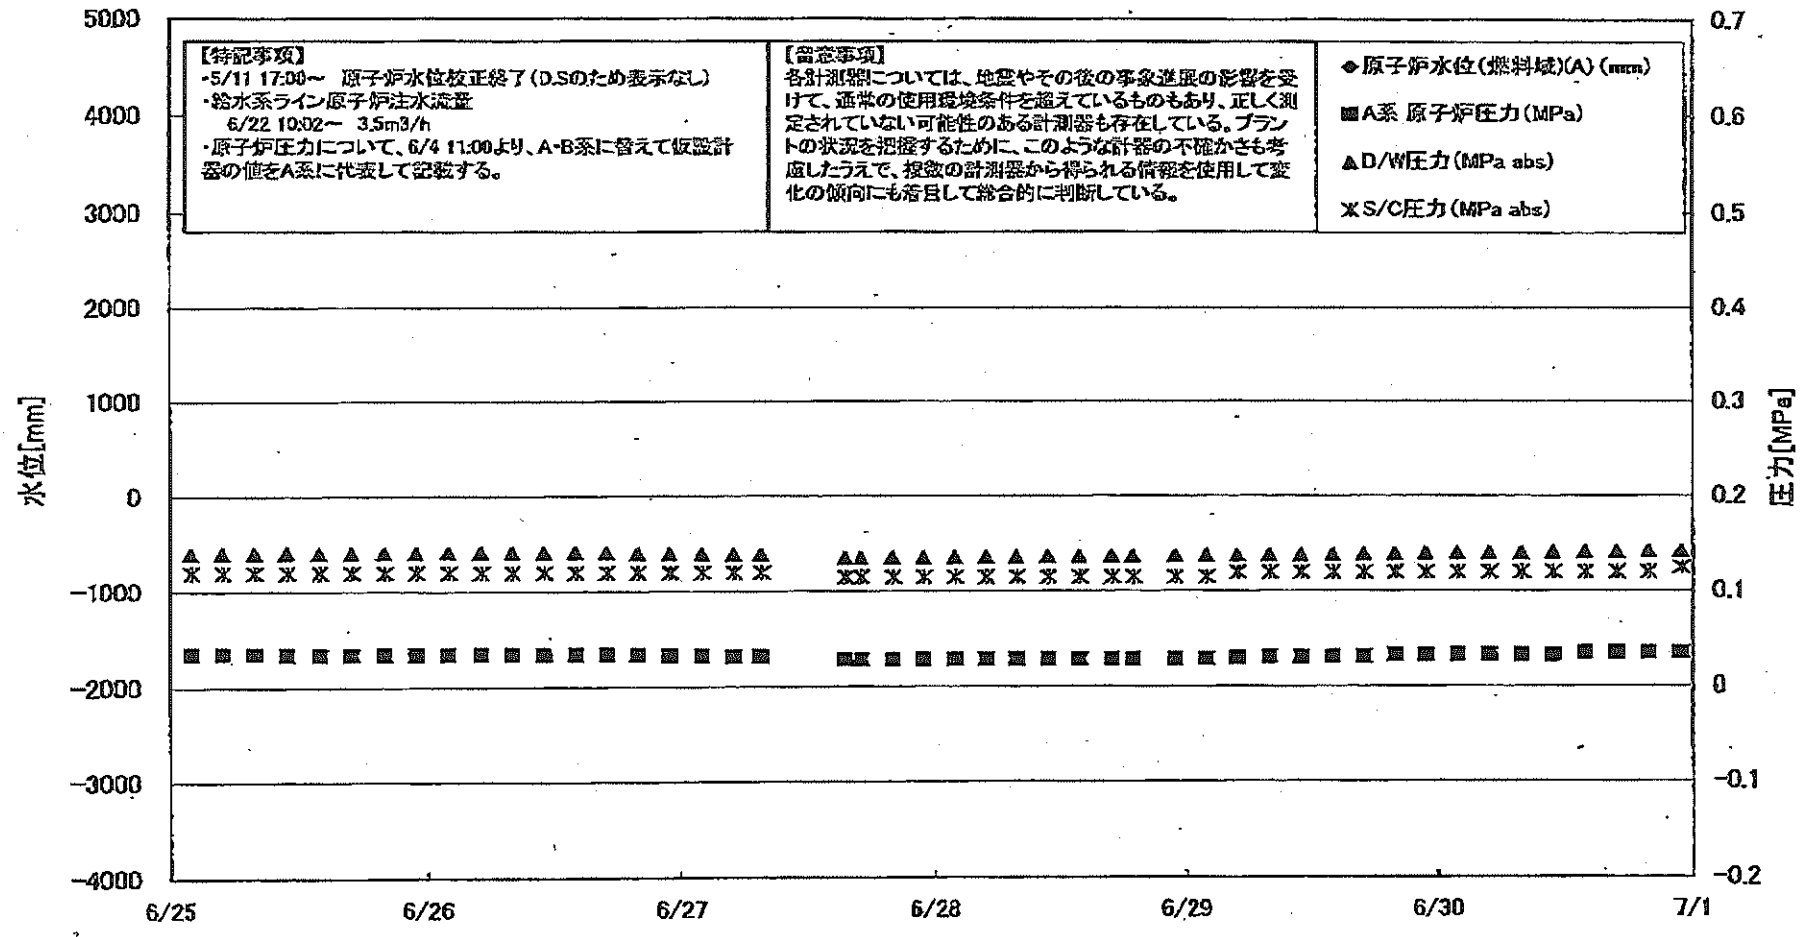 【特記事項】
・5/11 17:00～ 原子炉水位校正終了(D.Sのため表示なし)
・給水系ライン原子炉注水流量
6/22 10:02～ 3.5m3/h
・原子炉圧力について、6/4 11:00より、A・B系に替えて仮設計
器の値をA系に代表して記載する。
【留意事項】
各計測器については、地震やその後の事象進展の影響を受
けて、通常の使用環境条件を超えているものもあり、正しく測
定されていない可能性のある計測器も存在している。プラン
トの状況を把握するために、このような計器の不確かさも考
慮したうえで、複数の計測器から得られる情報を使用して変
化の傾向にも着目して総合的に判断している。
◆原子炉水位(燃料域)(A)(mm)
■A系 原子炉圧力(MPa)
▲D/W圧力(MPa abs)
ӿS/C圧力(MPa abs)
水位[mm]
5000
4000
3000
2000
1000
0
-1000
-2000
-3000
-4000
圧力[MPa]
0.7
0.6
0.5
0.4
0.3
0.2
0.1
0
-0.1
-0.2
6/25
6/26
6/27
6/28
6/29
6/30
7/1